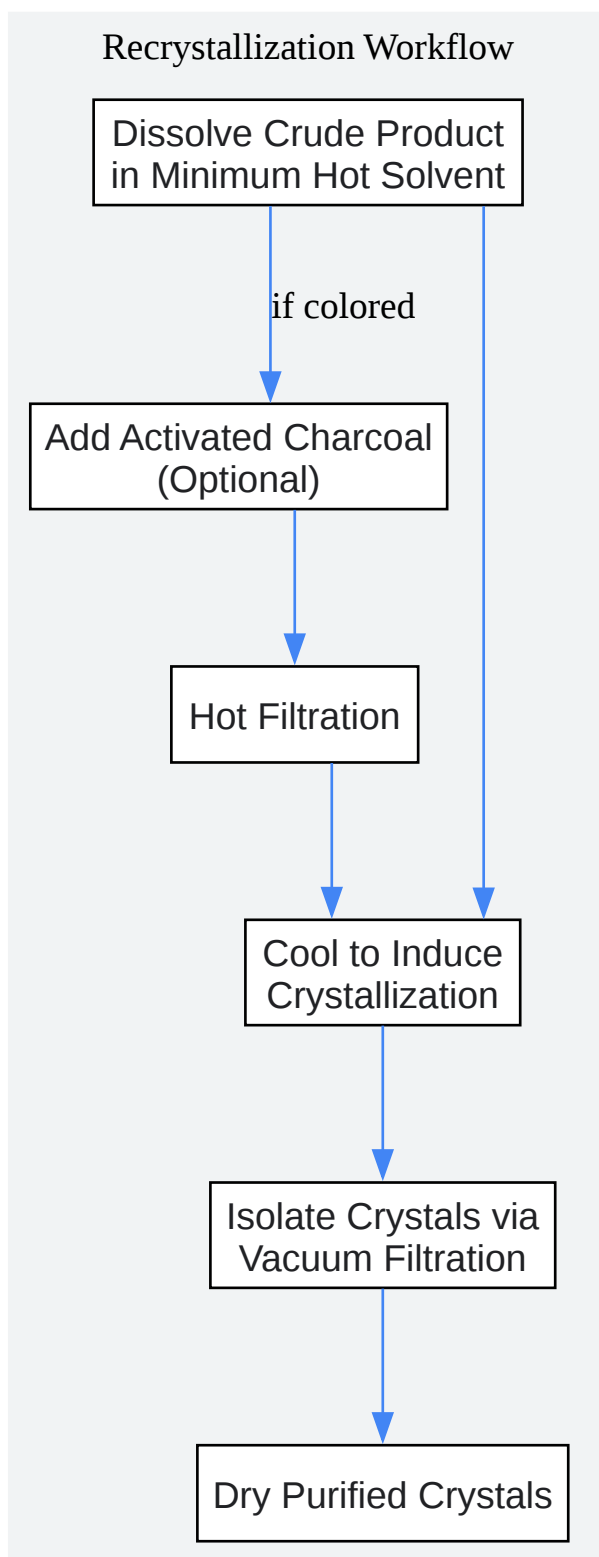 Recrystallization Workflow
Dissolve Crude Product
in Minimum Hot Solvent
if colored
Add Activated Charcoal
(Optional)
Hot Filtration
Cool to Induce
Crystallization
Isolate Crystals via
Vacuum Filtration
Dry Purified Crystals